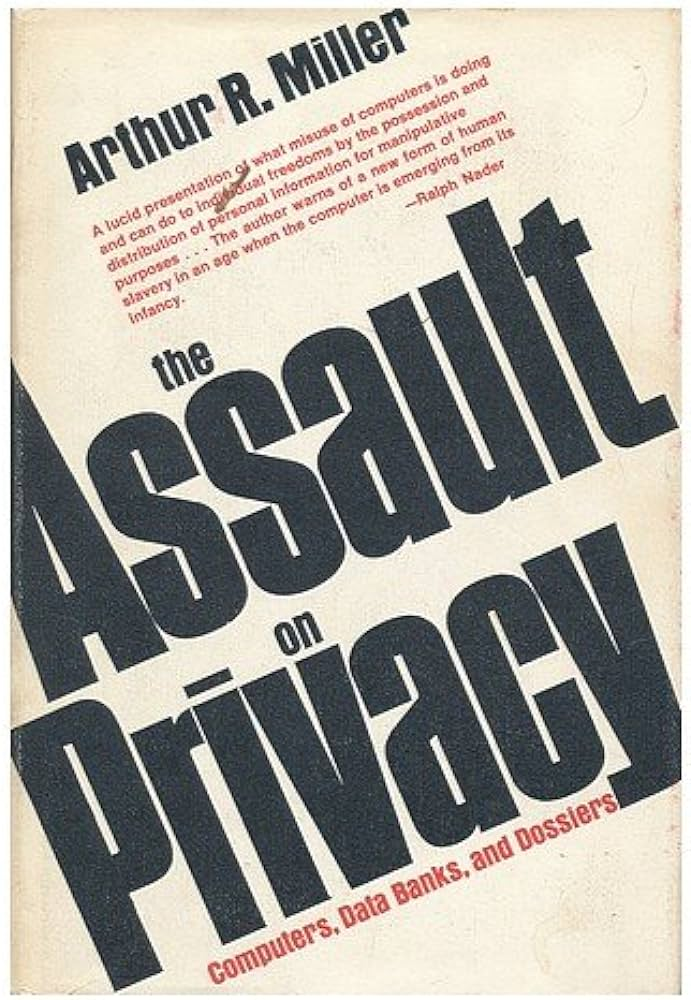 Arthur R. Miller
A lucid presentation of what misuse of computers is doing
and can do to individual freedoms by the possession and
distribution of personal information for manipulative
purposes . . . The author warns of a new form of human
slavery in an age when the computer is emerging from its
infancy.
—Ralph Nader
the
Assault
on
Privacy
Computers, Data Banks, and Dossiers